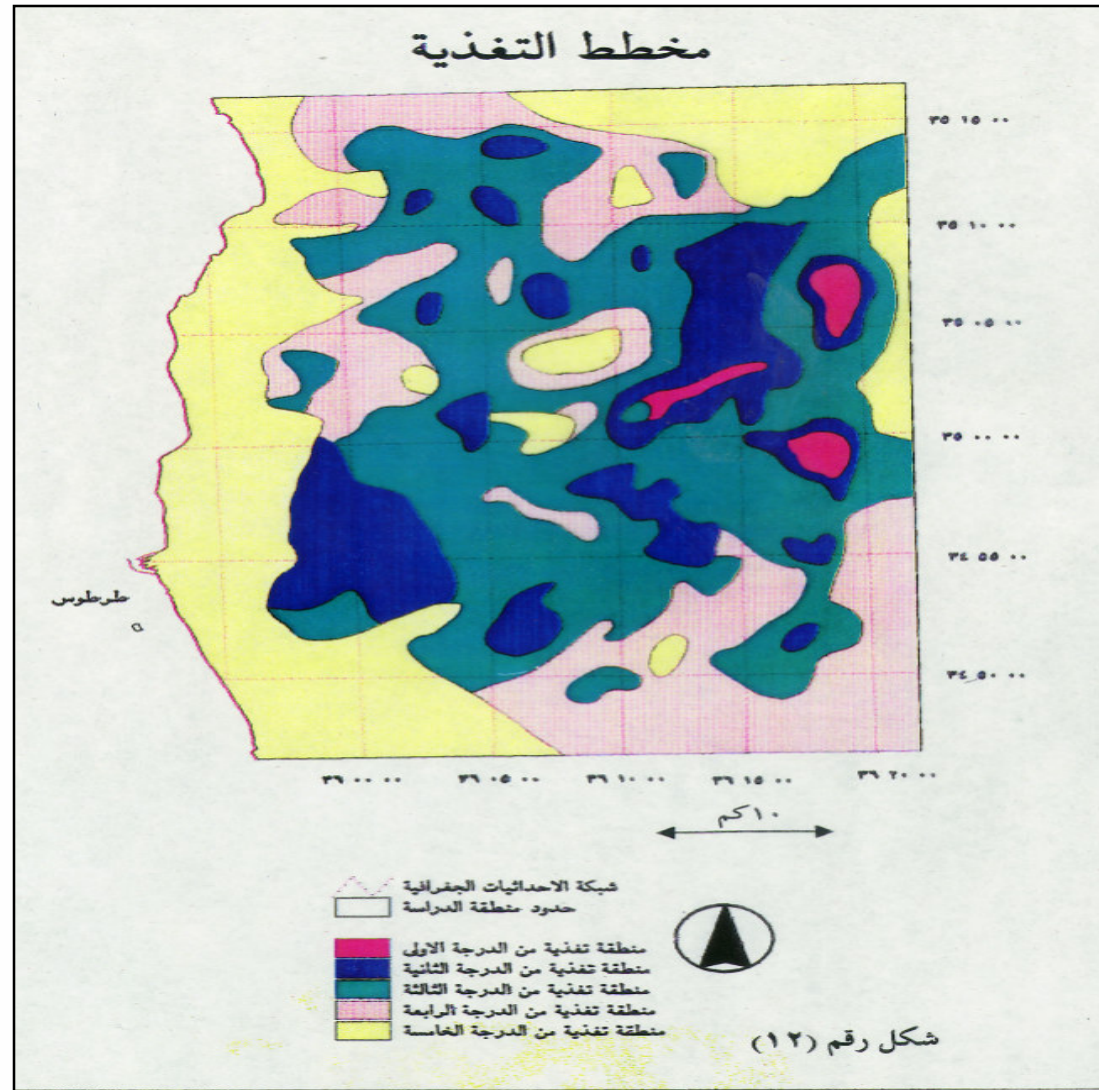 مخطط التغذية
٣٥ ١٥ ٠٠
٣٥ ١٠ ٠٠
٣٥ ٠٥ ٠٠
٣٥ ٠٠ ٠٠
٣٤ ٥٥ ٠٠
٣٤ ٥٠ ٠٠
طرطوس
٣٦ ٠٠ ٠٠
٣٦ ٠٥ ٠٠
٣٦ ١٠ ٠٠
٣٦ ١٥ ٠٠
٣٦ ٢٠ ٠٠
١٠ كم
شبكة الاحداثيات الجغرافية
حدود منطقة الدراسة
منطقة تغذية من الدرجة الاولى
منطقة تغذية من الدرجة الثانية
منطقة تغذية من الدرجة الثالثة
منطقة تغذية من الدرجة الرابعة
منطقة تغذية من الدرجة الخامسة
شكل رقم (١٢)